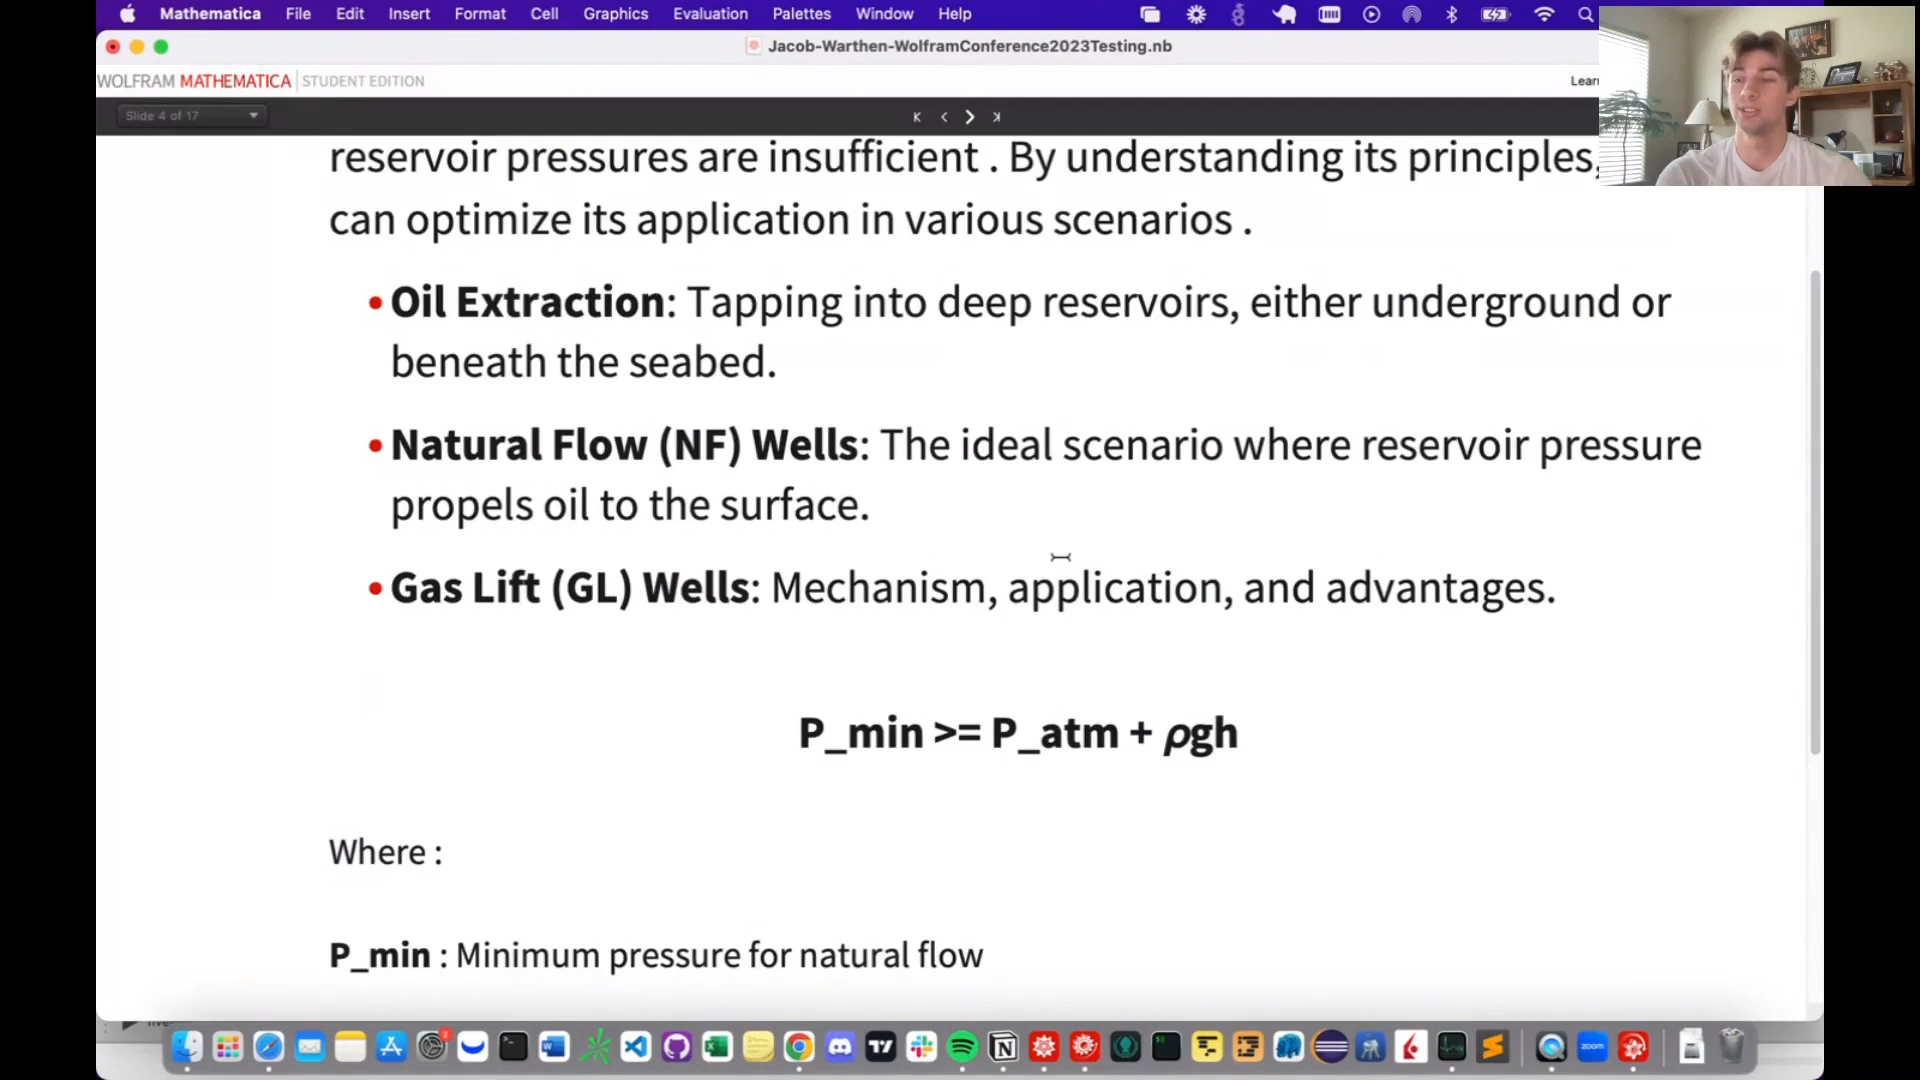 Mathematica File Edit Insert Format Cell Graphics Evaluation Palettes Window Help
Jacob-Warthen-WolframConference2023Testing.nb
WOLFRAM MATHEMATICA STUDENT EDITION
Lear
Slide 4 of 17
reservoir pressures are insufficient . By understanding its principles,
can optimize its application in various scenarios .
• Oil Extraction: Tapping into deep reservoirs, either underground or
beneath the seabed.
• Natural Flow (NF) Wells: The ideal scenario where reservoir pressure
propels oil to the surface.
• Gas Lift (GL) Wells: Mechanism, application, and advantages.
P_min >= P_atm + ρgh
Where :
P_min : Minimum pressure for natural flow
zoom